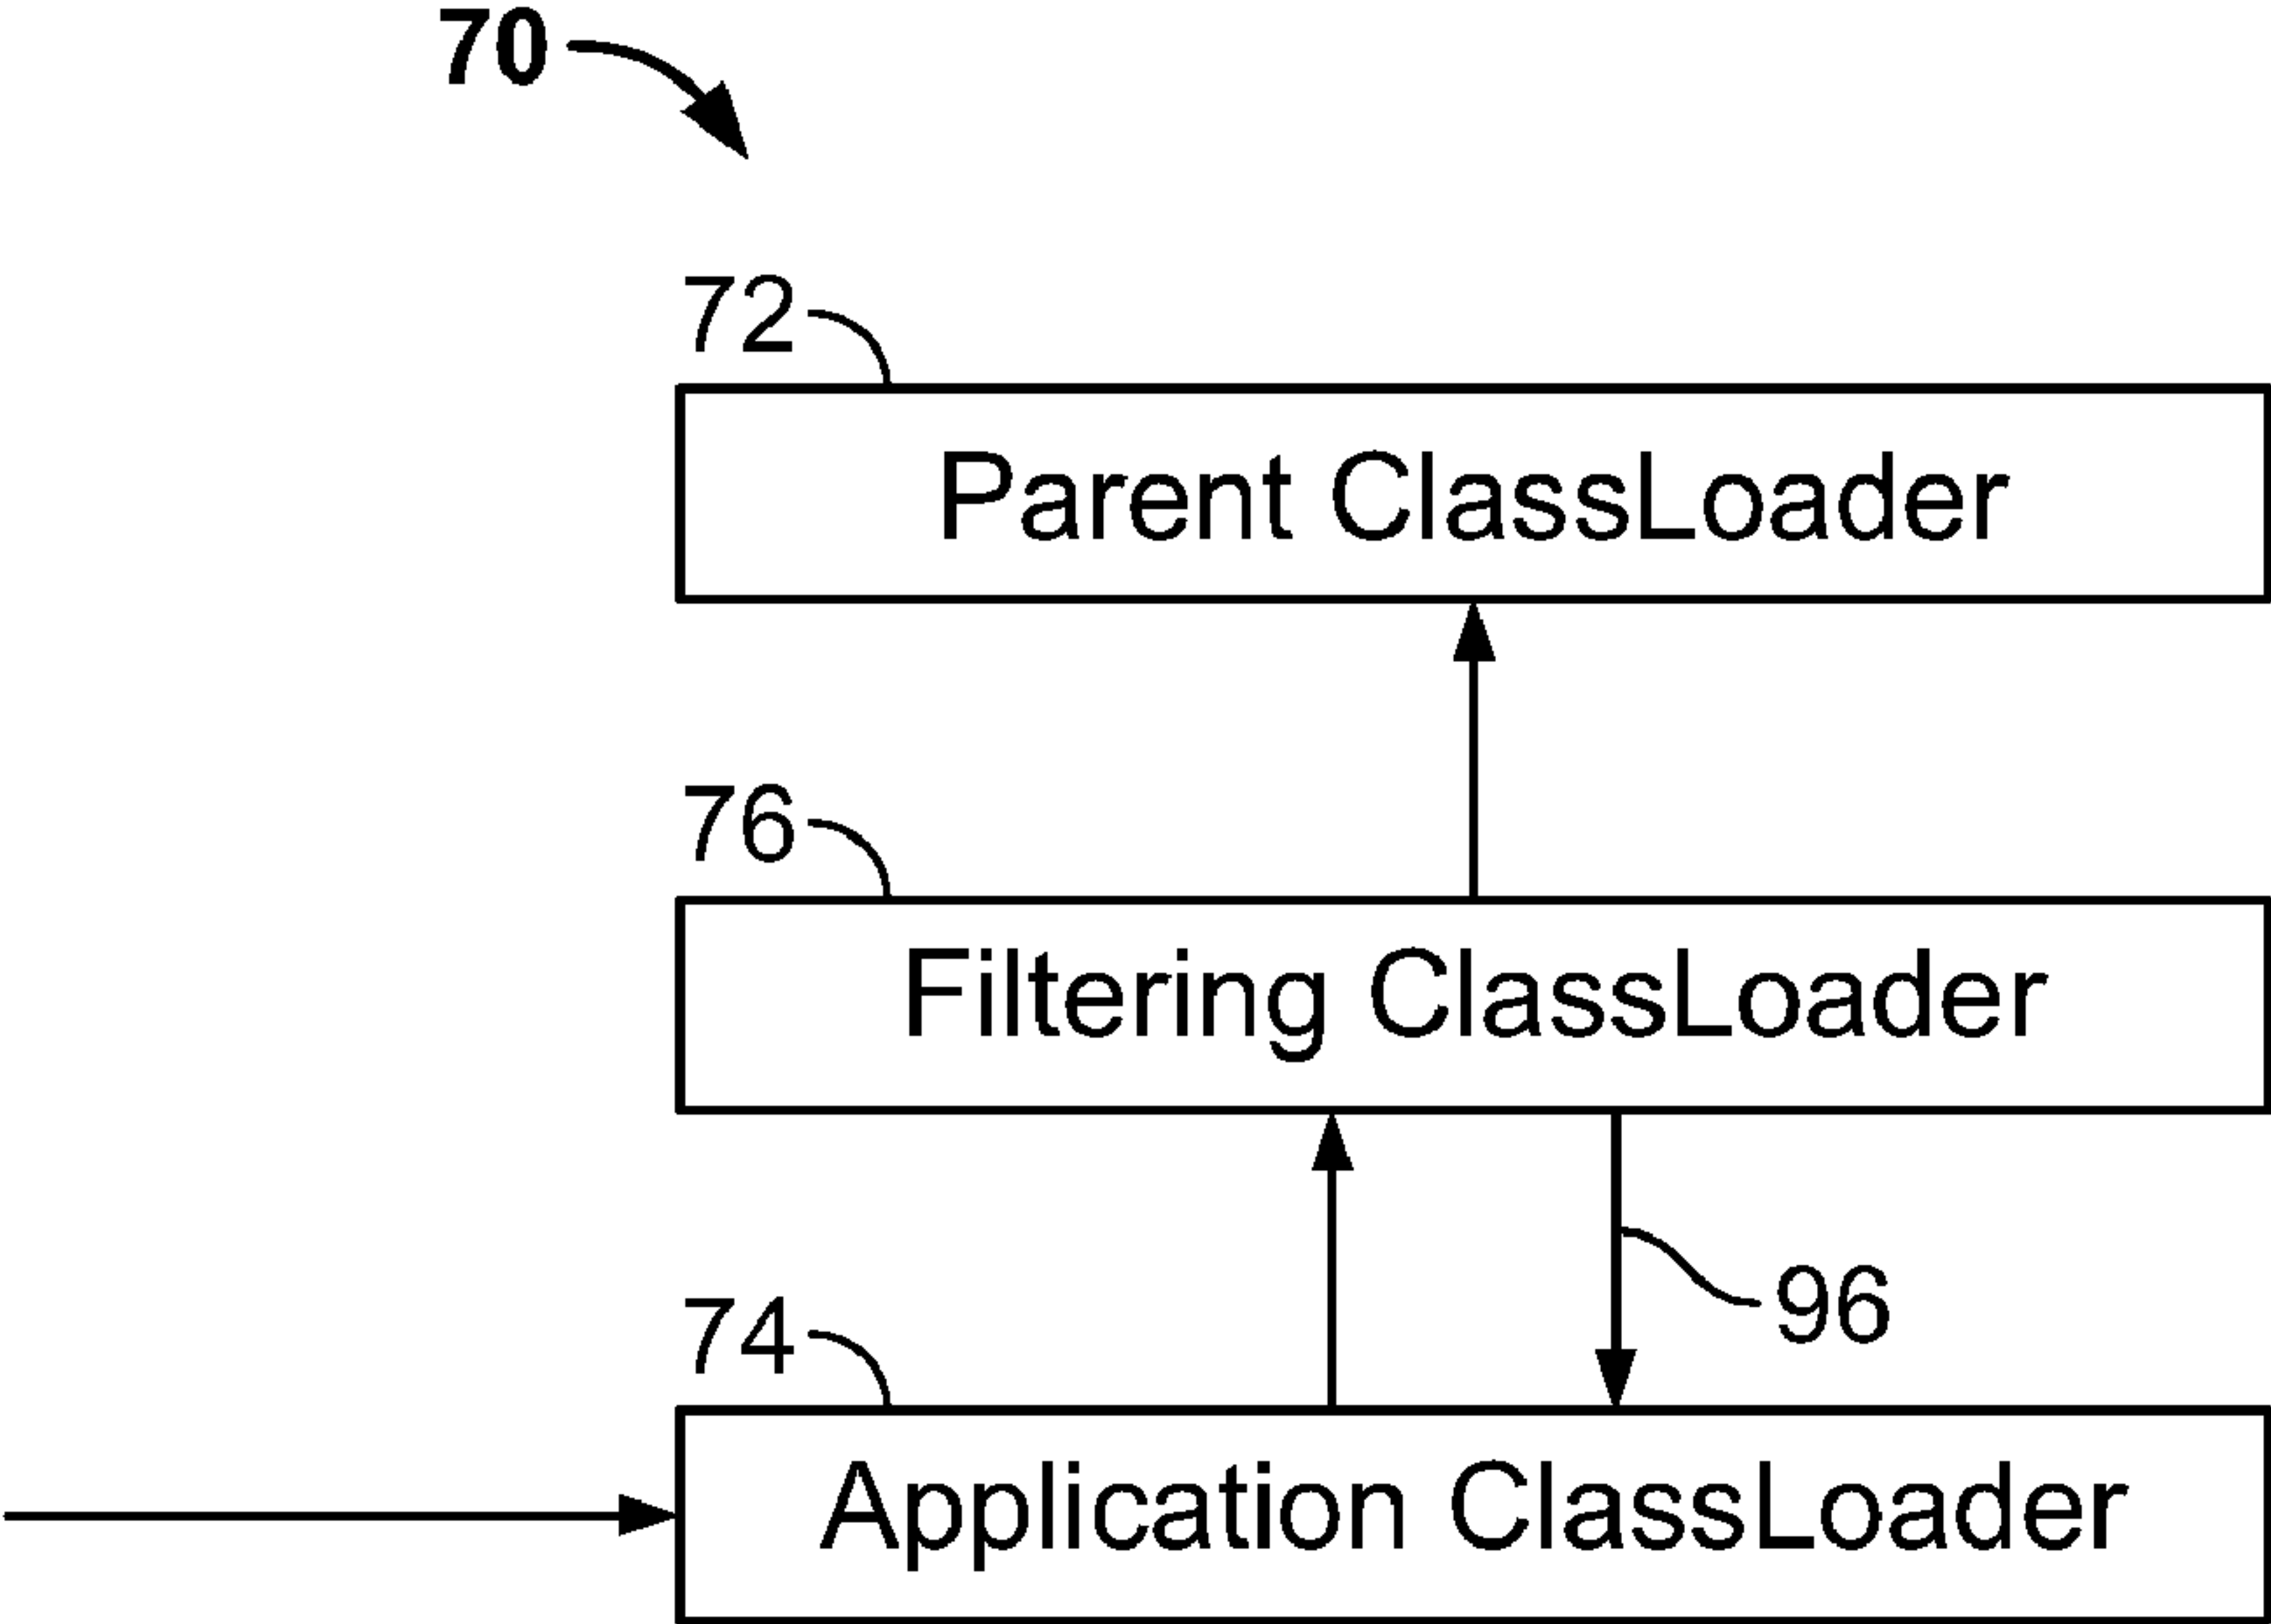 70
72
Parent ClassLoader
76
Filtering ClassLoader
96
74
Application ClassLoader